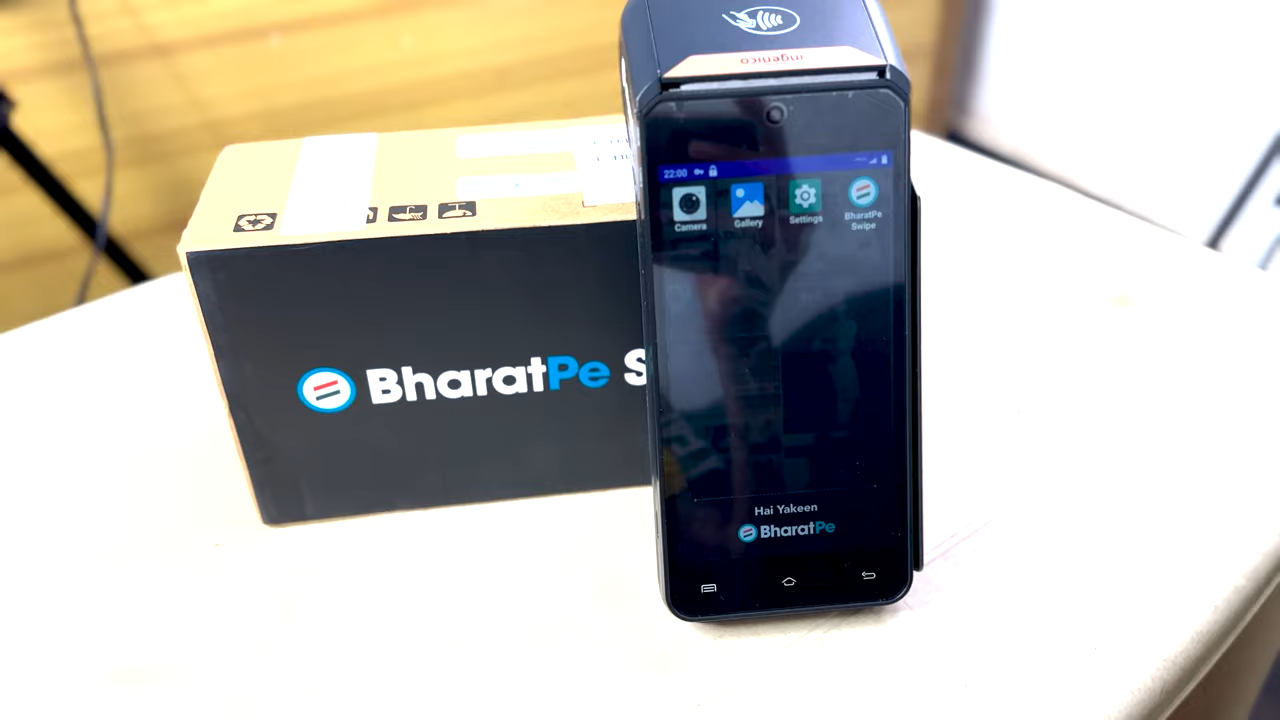 ingenico
22:00
Camera
Gallery
Settings
BharatPe
Swipe
BharatPe S
Hai Yakeen
BharatPe